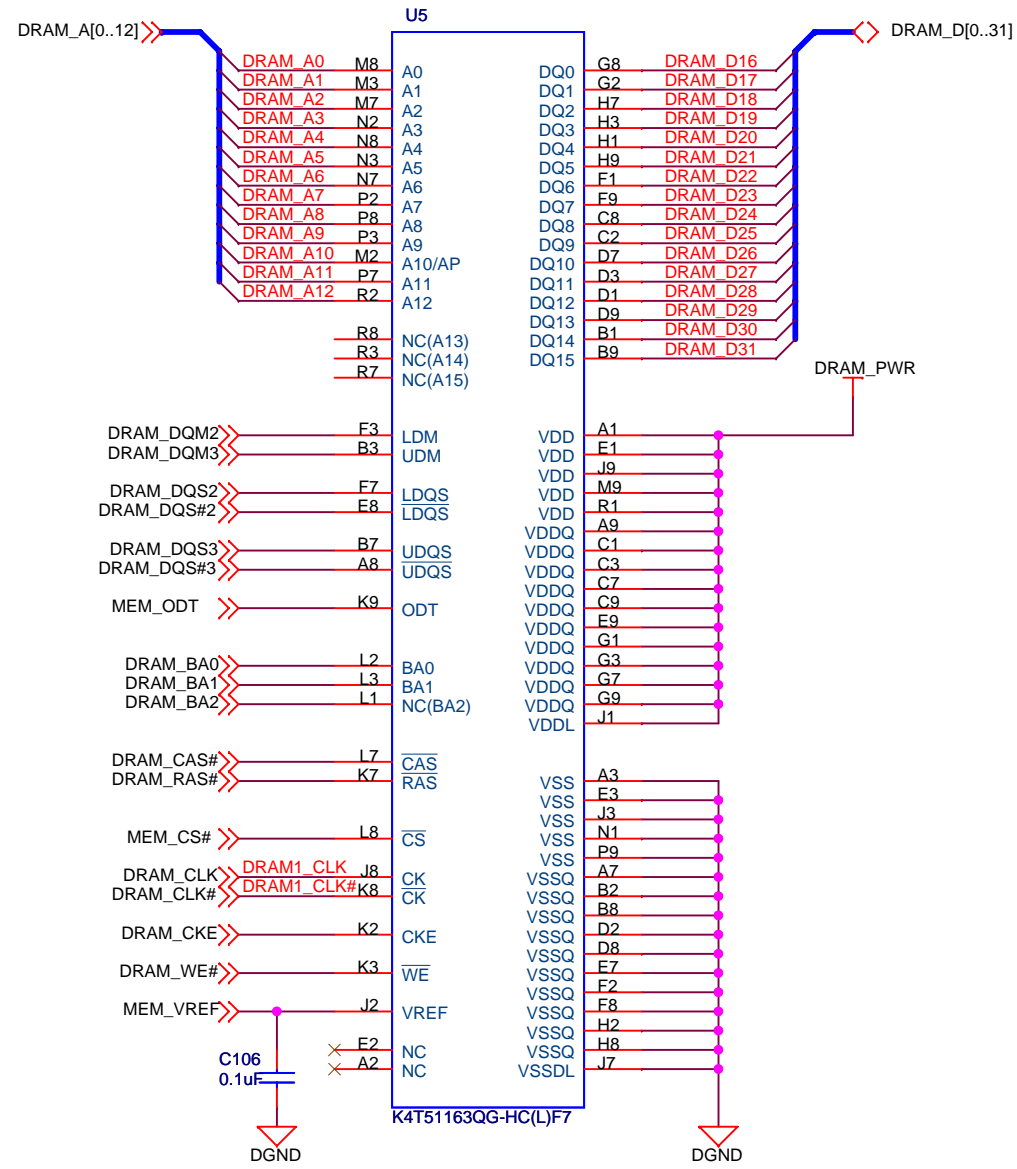 U5
DRAM_A[0..12] DRAM_D[0..31]
DRAM_A0 M8 A0 DQ0 G8 DRAM_D16
DRAM_A1 M3 A1 DQ1 G2 DRAM_D17
DRAM_A2 M7 A2 DQ2 H7 DRAM_D18
DRAM_A3 N2 A3 DQ3 H3 DRAM_D19
DRAM_A4 N8 A4 DQ4 H1 DRAM_D20
DRAM_A5 N3 A5 DQ5 H9 DRAM_D21
DRAM_A6 N7 A6 DQ6 F1 DRAM_D22
DRAM_A7 P2 A7 DQ7 F9 DRAM_D23
DRAM_A8 P8 A8 DQ8 C8 DRAM_D24
DRAM_A9 P3 A9 DQ9 C2 DRAM_D25
DRAM_A10 M2 A10/AP DQ10 D7 DRAM_D26
DRAM_A11 P7 A11 DQ11 D3 DRAM_D27
DRAM_A12 R2 A12 DQ12 D1 DRAM_D28
DQ13 D9 DRAM_D29
R8 NC(A13) DQ14 B1 DRAM_D30
R3 NC(A14) DQ15 B9 DRAM_D31
R7 NC(A15)
DRAM_PWR
DRAM_DQM2 F3 LDM VDD A1
DRAM_DQM3 B3 UDM VDD E1
VDD J9
DRAM_DQS2 F7 LDQS VDD M9
DRAM_DQS#2 E8 LDQS VDD R1
VDDQ A9
DRAM_DQS3 B7 UDQS VDDQ C1
DRAM_DQS#3 A8 UDQS VDDQ C3
VDDQ C7
MEM_ODT K9 ODT VDDQ C9
VDDQ E9
VDDQ G1
DRAM_BA0 L2 BA0 VDDQ G3
DRAM_BA1 L3 BA1 VDDQ G7
DRAM_BA2 L1 NC(BA2) VDDQ G9
VDDL J1
DRAM_CAS# L7 CAS
DRAM_RAS# K7 RAS VSS A3
VSS E3
VSS J3
MEM_CS# L8 CS VSS N1
VSS P9
DRAM_CLK DRAM1_CLK J8 CK VSSQ A7
DRAM_CLK# DRAM1_CLK# K8 CK VSSQ B2
VSSQ B8
DRAM_CKE K2 CKE VSSQ D2
VSSQ D8
DRAM_WE# K3 WE VSSQ E7
VSSQ F2
MEM_VREF J2 VREF VSSQ F8
VSSQ H2
E2 NC VSSQ H8
A2 NC VSSDL J7
C106
0.1uF
K4T51163QG-HC(L)F7
DGND DGND